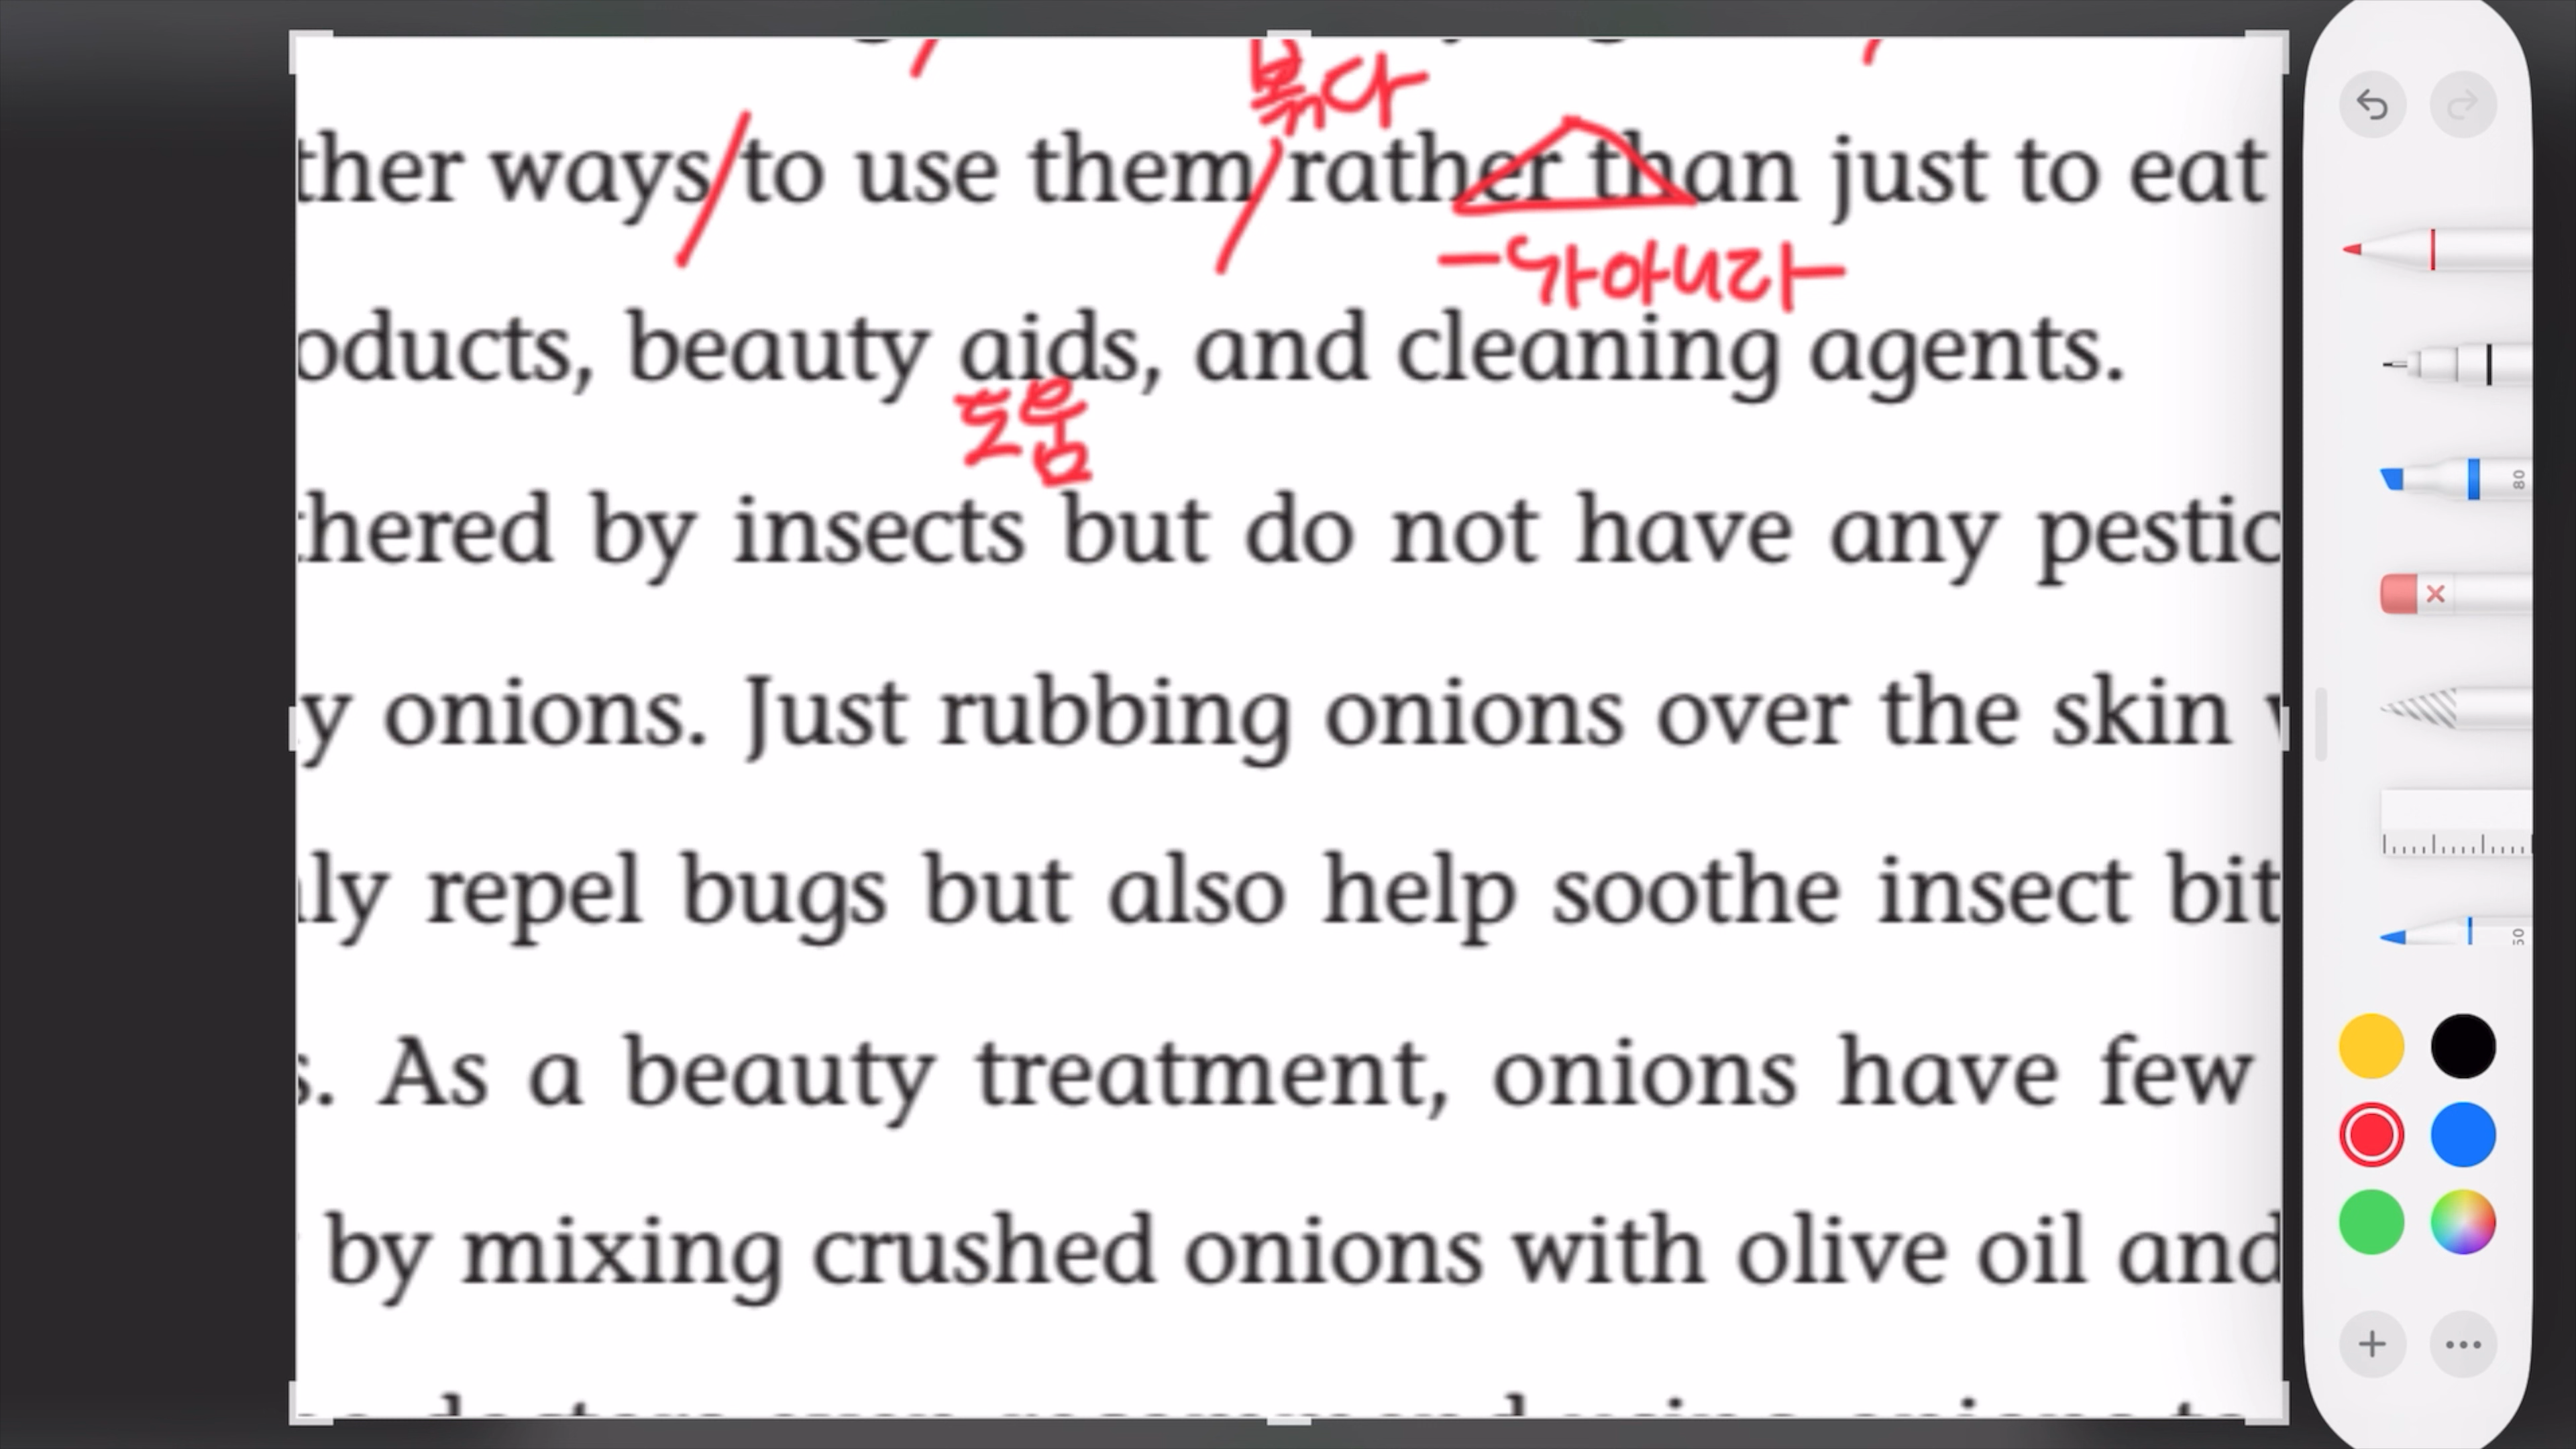 볶다
ther ways to use them rather than just to eat
-가 아니라-
oducts, beauty aids, and cleaning agents.
도움
thered by insects but do not have any pestic
y onions. Just rubbing onions over the skin
ly repel bugs but also help soothe insect bit
s. As a beauty treatment, onions have few
by mixing crushed onions with olive oil and
80
50